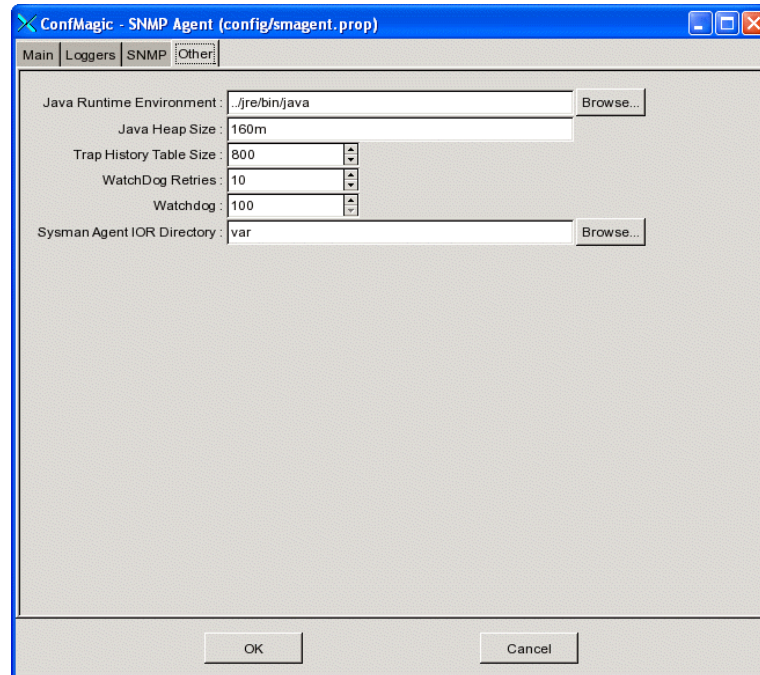 ConfMagic - SNMP Agent (config/smagent.prop)
Main Loggers SNMP Other
Java Runtime Environment : ../jre/bin/java Browse...
Java Heap Size : 160m
Trap History Table Size : 800
WatchDog Retries : 10
Watchdog : 100
Sysman Agent IOR Directory : var Browse...
OK Cancel